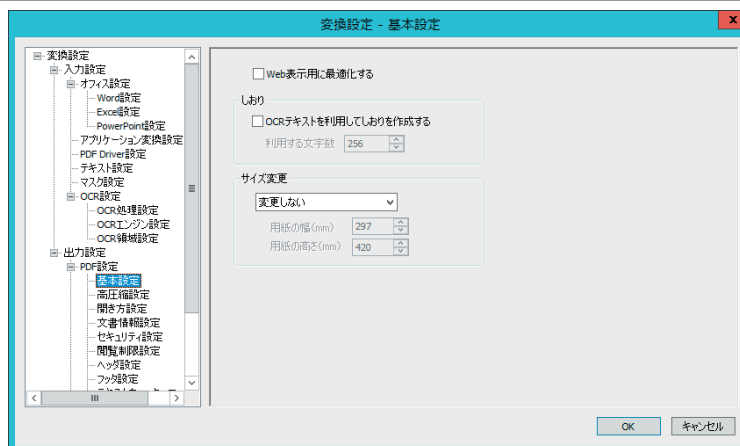 変換設定 - 基本設定
x
変換設定
入力設定
オフィス設定
Word設定
Excel設定
PowerPoint設定
アプリケーション変換設定
PDF Driver設定
テキスト設定
マスク設定
OCR設定
OCR処理設定
OCRエンジン設定
OCR領域設定
出力設定
PDF設定
基本設定
高圧縮設定
開き方設定
文書情報設定
セキュリティ設定
閲覧制限設定
ヘッダ設定
フッタ設定
Web表示用に最適化する
しおり
OCRテキストを利用してしおりを作成する
利用する文字数 256
サイズ変更
変更しない
用紙の幅(mm) 297
用紙の高さ(mm) 420
OK キャンセル